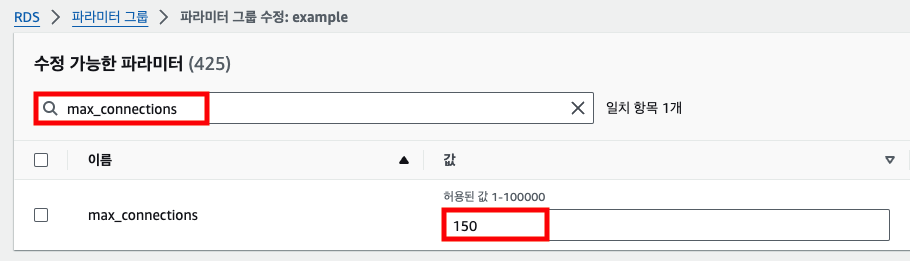 RDS > 파라미터 그룹 > 파라미터 그룹 수정: example
수정 가능한 파라미터 (425)
max_connections 일치 항목 1개
이름 값
허용된 값 1-100000
max_connections
150